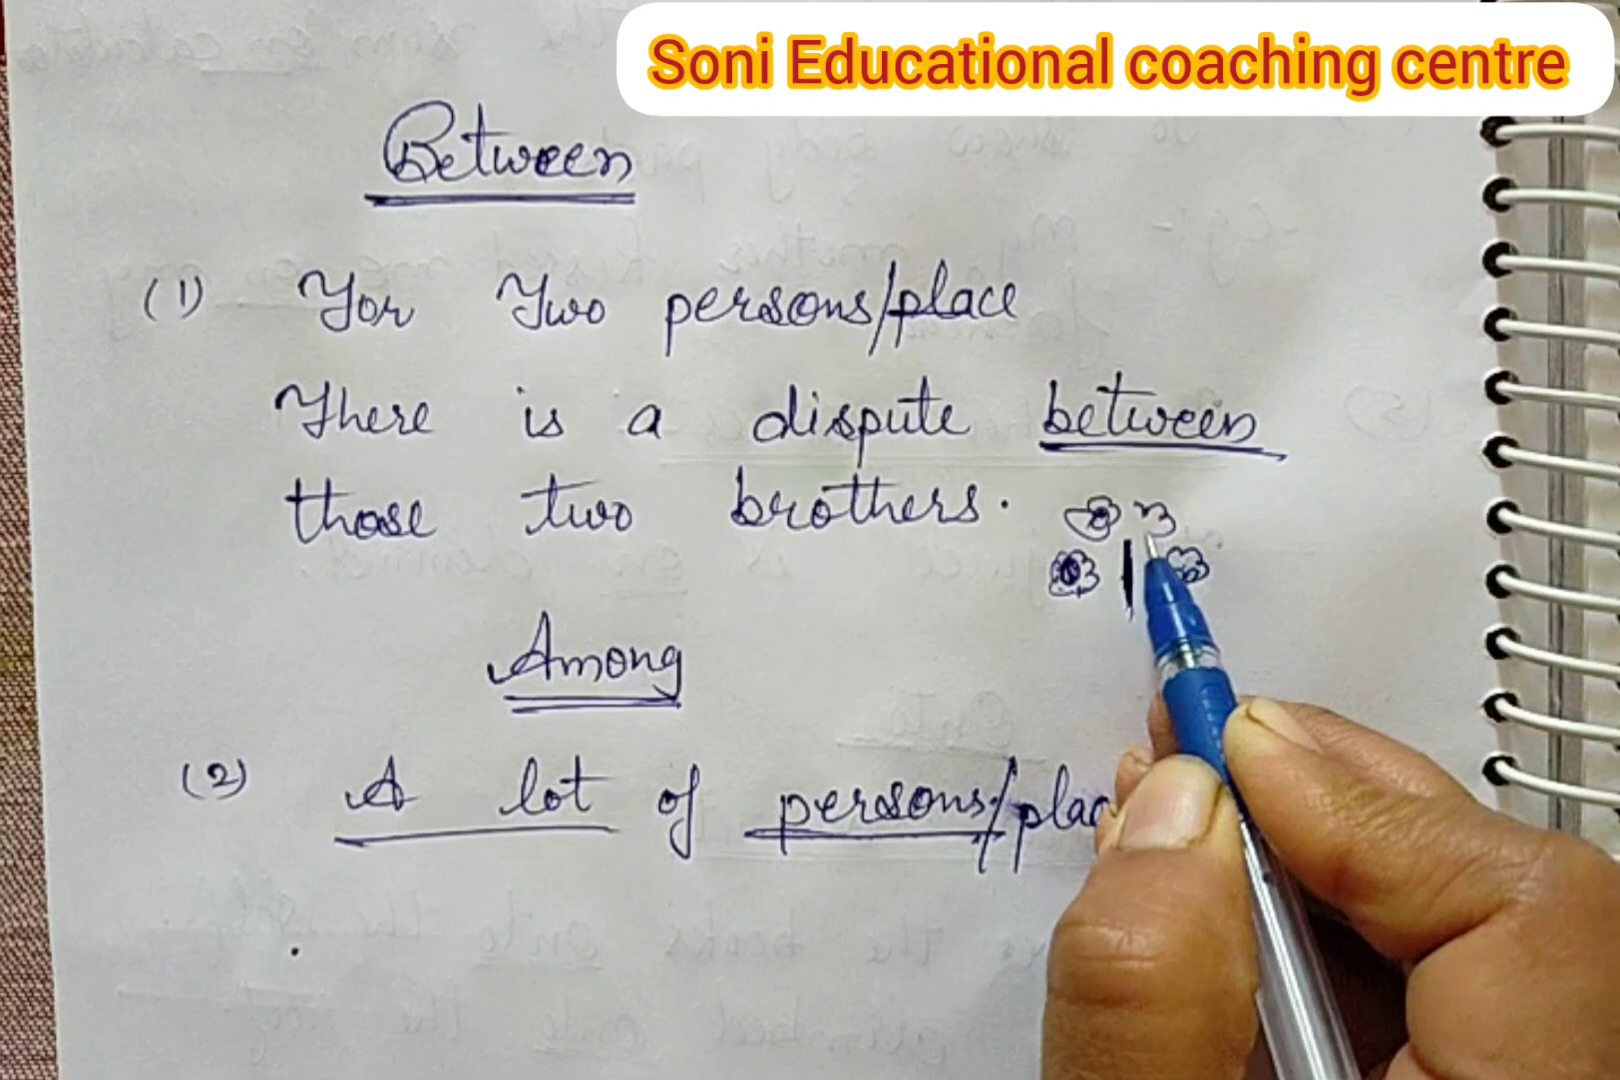 Soni Educational coaching centre
Between
(1) For Two persons/place
There is a dispute between
those two brothers.
Among
(2) A lot of persons/plac